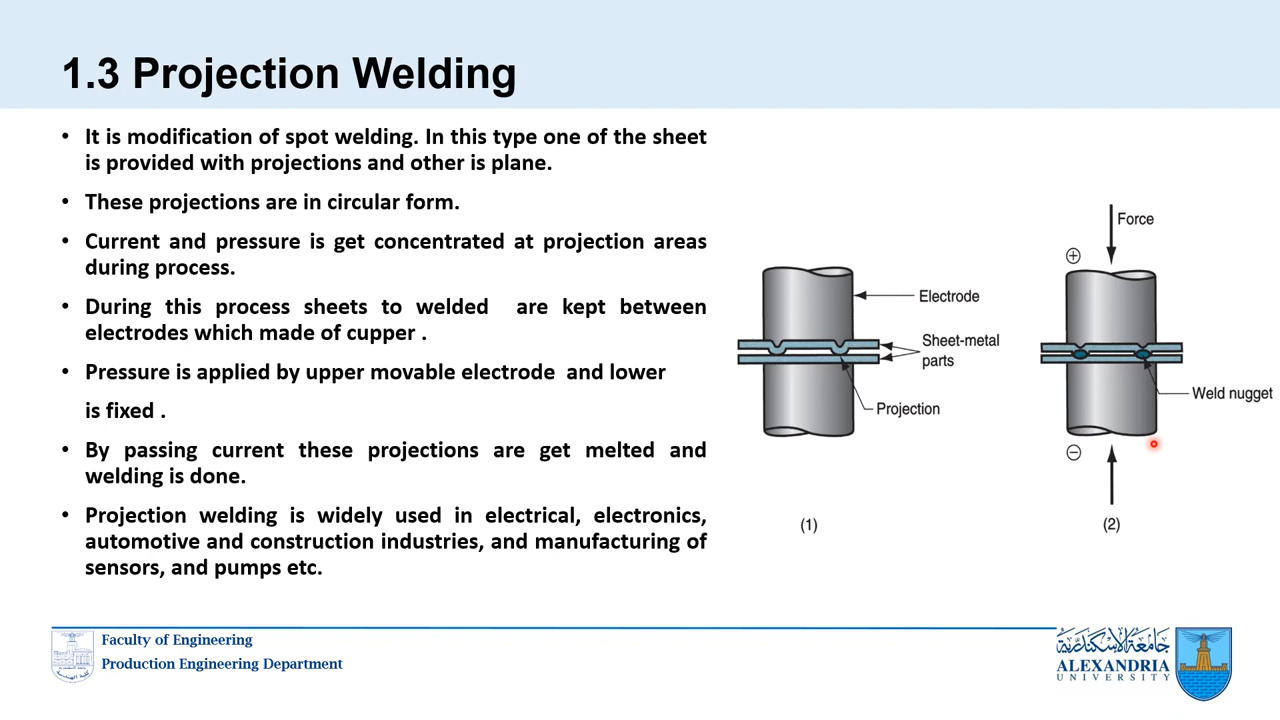 1.3 Projection Welding
• It is modification of spot welding. In this type one of the sheet
is provided with projections and other is plane.
• These projections are in circular form.
• Current and pressure is get concentrated at projection areas
during process.
• During this process sheets to welded are kept between
electrodes which made of cupper .
• Pressure is applied by upper movable electrode and lower
is fixed .
• By passing current these projections are get melted and
welding is done.
• Projection welding is widely used in electrical, electronics,
automotive and construction industries, and manufacturing of
sensors, and pumps etc.
Electrode
Sheet-metal
parts
Projection
(1)
Force
+
Weld nugget
−
(2)
Faculty of Engineering
Production Engineering Department
جامعة الإسكندرية
ALEXANDRIA
UNIVERSITY